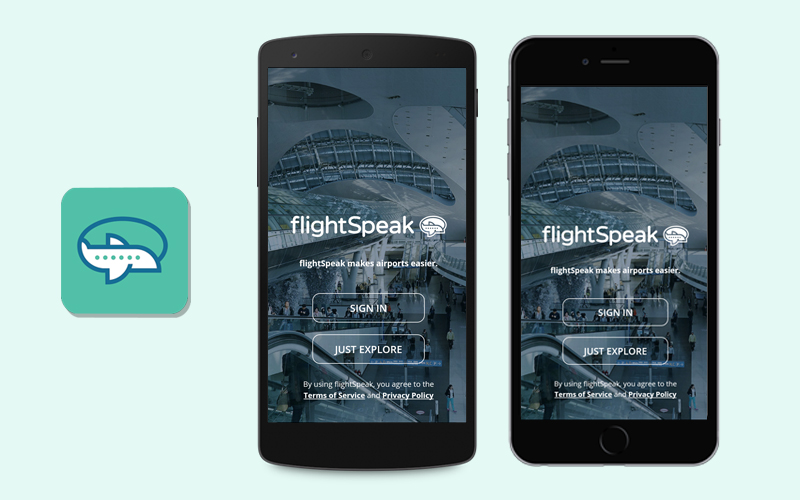 flightSpeak
flightSpeak makes airports easier.
SIGN IN
JUST EXPLORE
By using flightSpeak, you agree to the
Terms of Service and Privacy Policy
flightSpeak
flightSpeak makes airports easier.
SIGN IN
JUST EXPLORE
By using flightSpeak, you agree to the
Terms of Service and Privacy Policy